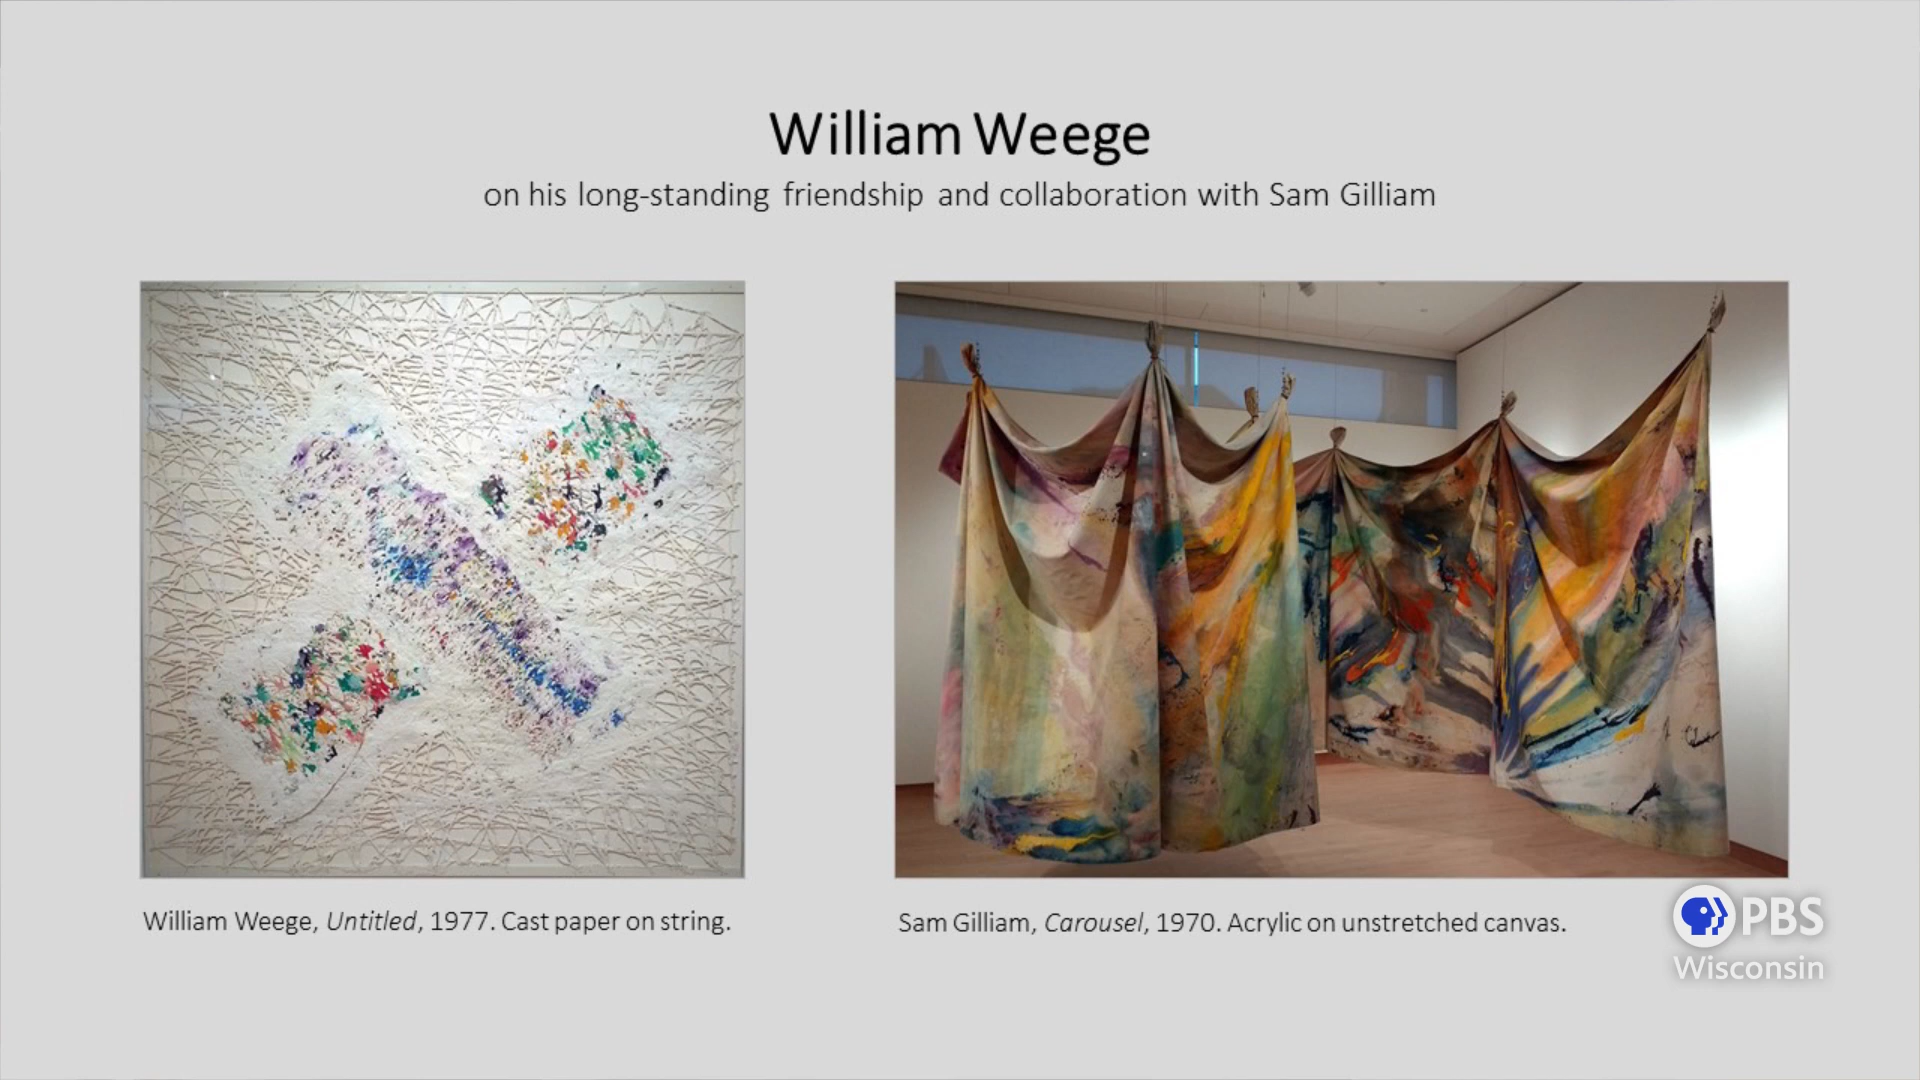 William Weege
on his long-standing friendship and collaboration with Sam Gilliam
William Weege, Untitled, 1977. Cast paper on string.
Sam Gilliam, Carousel, 1970. Acrylic on unstretched canvas.
PBS
Wisconsin